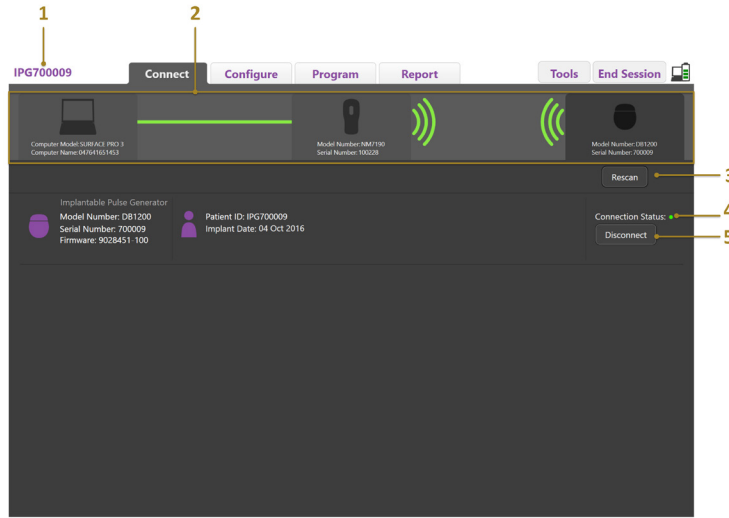 1
2
IPG700009
Connect
Configure
Program
Report
Tools
End Session
Computer Model:SURFACE PRO 3
Computer Name:047641651453
Model Number:NM7190
Serial Number:100228
Model Number:DB1200
Serial Number:700009
Rescan
3
Implantable Pulse Generator
Model Number: DB1200
Serial Number: 700009
Firmware: 9028451-100
Patient ID: IPG700009
Implant Date: 04 Oct 2016
Connection Status:
4
Disconnect
5